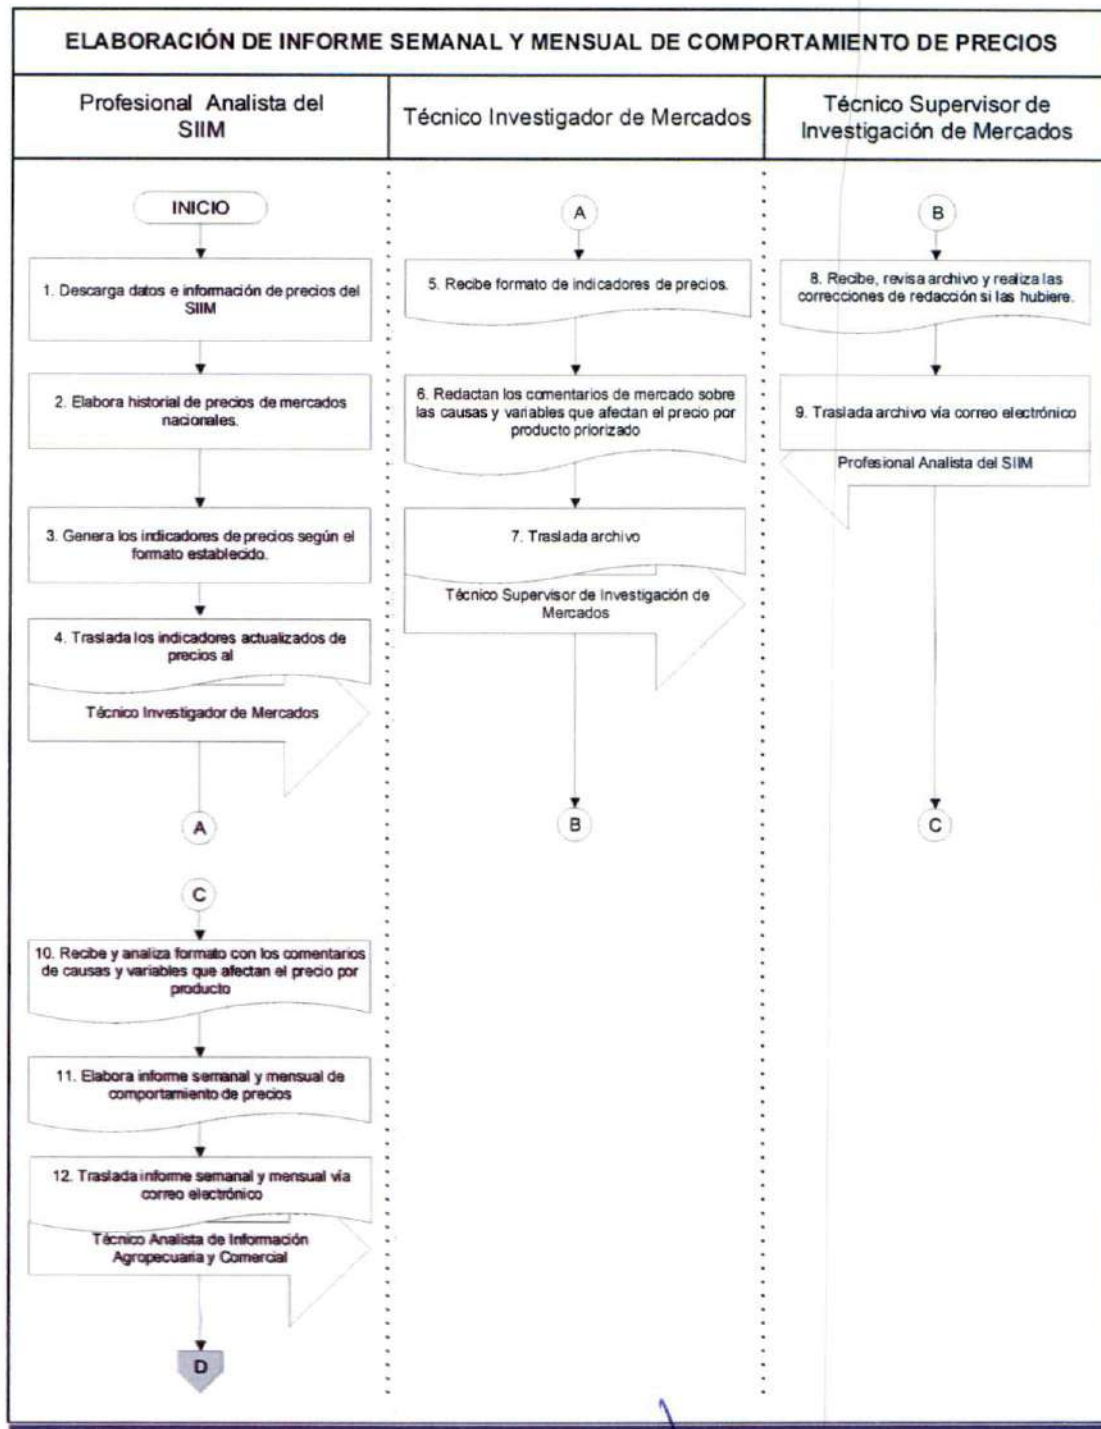 ELABORACIÓN DE INFORME SEMANAL Y MENSUAL DE COMPORTAMIENTO DE PRECIOS
Profesional Analista del
SIIM
Técnico Investigador de Mercados
Técnico Supervisor de
Investigación de Mercados
INICIO
1. Descarga datos e información de precios del
SIIM
2. Elabora historial de precios de mercados
nacionales.
3. Genera los indicadores de precios según el
formato establecido.
4. Traslada los indicadores actualizados de
precios al
Técnico Investigador de Mercados
A
A
5. Recibe formato de indicadores de precios.
6. Redactan los comentarios de mercado sobre
las causas y variables que afectan el precio por
producto priorizado
7. Traslada archivo
Técnico Supervisor de Investigación de
Mercados
B
B
8. Recibe, revisa archivo y realiza las
correcciones de redacción si las hubiere.
9. Traslada archivo vía correo electrónico
Profesional Analista del SIIM
C
C
10. Recibe y analiza formato con los comentarios
de causas y variables que afectan el precio por
producto
11. Elabora informe semanal y mensual de
comportamiento de precios
12. Traslada informe semanal y mensual vía
correo electrónico
Técnico Analista de Información
Agropecuaria y Comercial
D